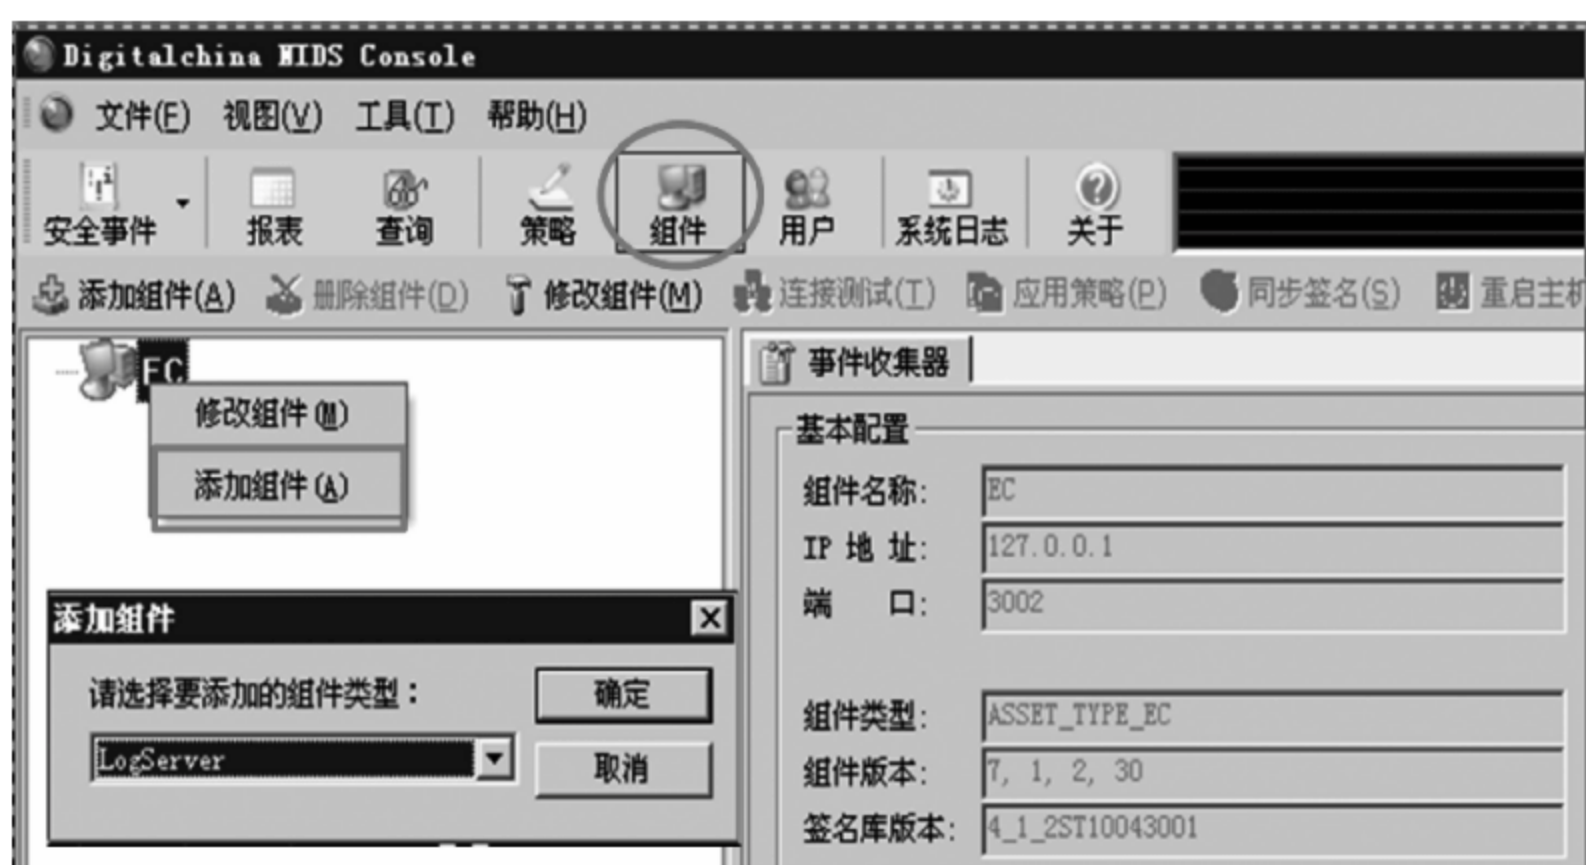 Digitalchina NIDS Console
文件(F) 视图(V) 工具(T) 帮助(H)
安全事件 报表 查询 策略 组件 用户 系统日志 关于
添加组件(A) 删除组件(D) 修改组件(M) 连接测试(T) 应用策略(P) 同步签名(S) 重启主机
EC
修改组件(M)
添加组件(A)
添加组件
请选择要添加的组件类型：
确定
LogServer
取消
事件收集器
基本配置
组件名称: EC
IP 地 址: 127.0.0.1
端 口: 3002
组件类型: ASSET_TYPE_EC
组件版本: 7, 1, 2, 30
签名库版本: 4_1_2ST10043001